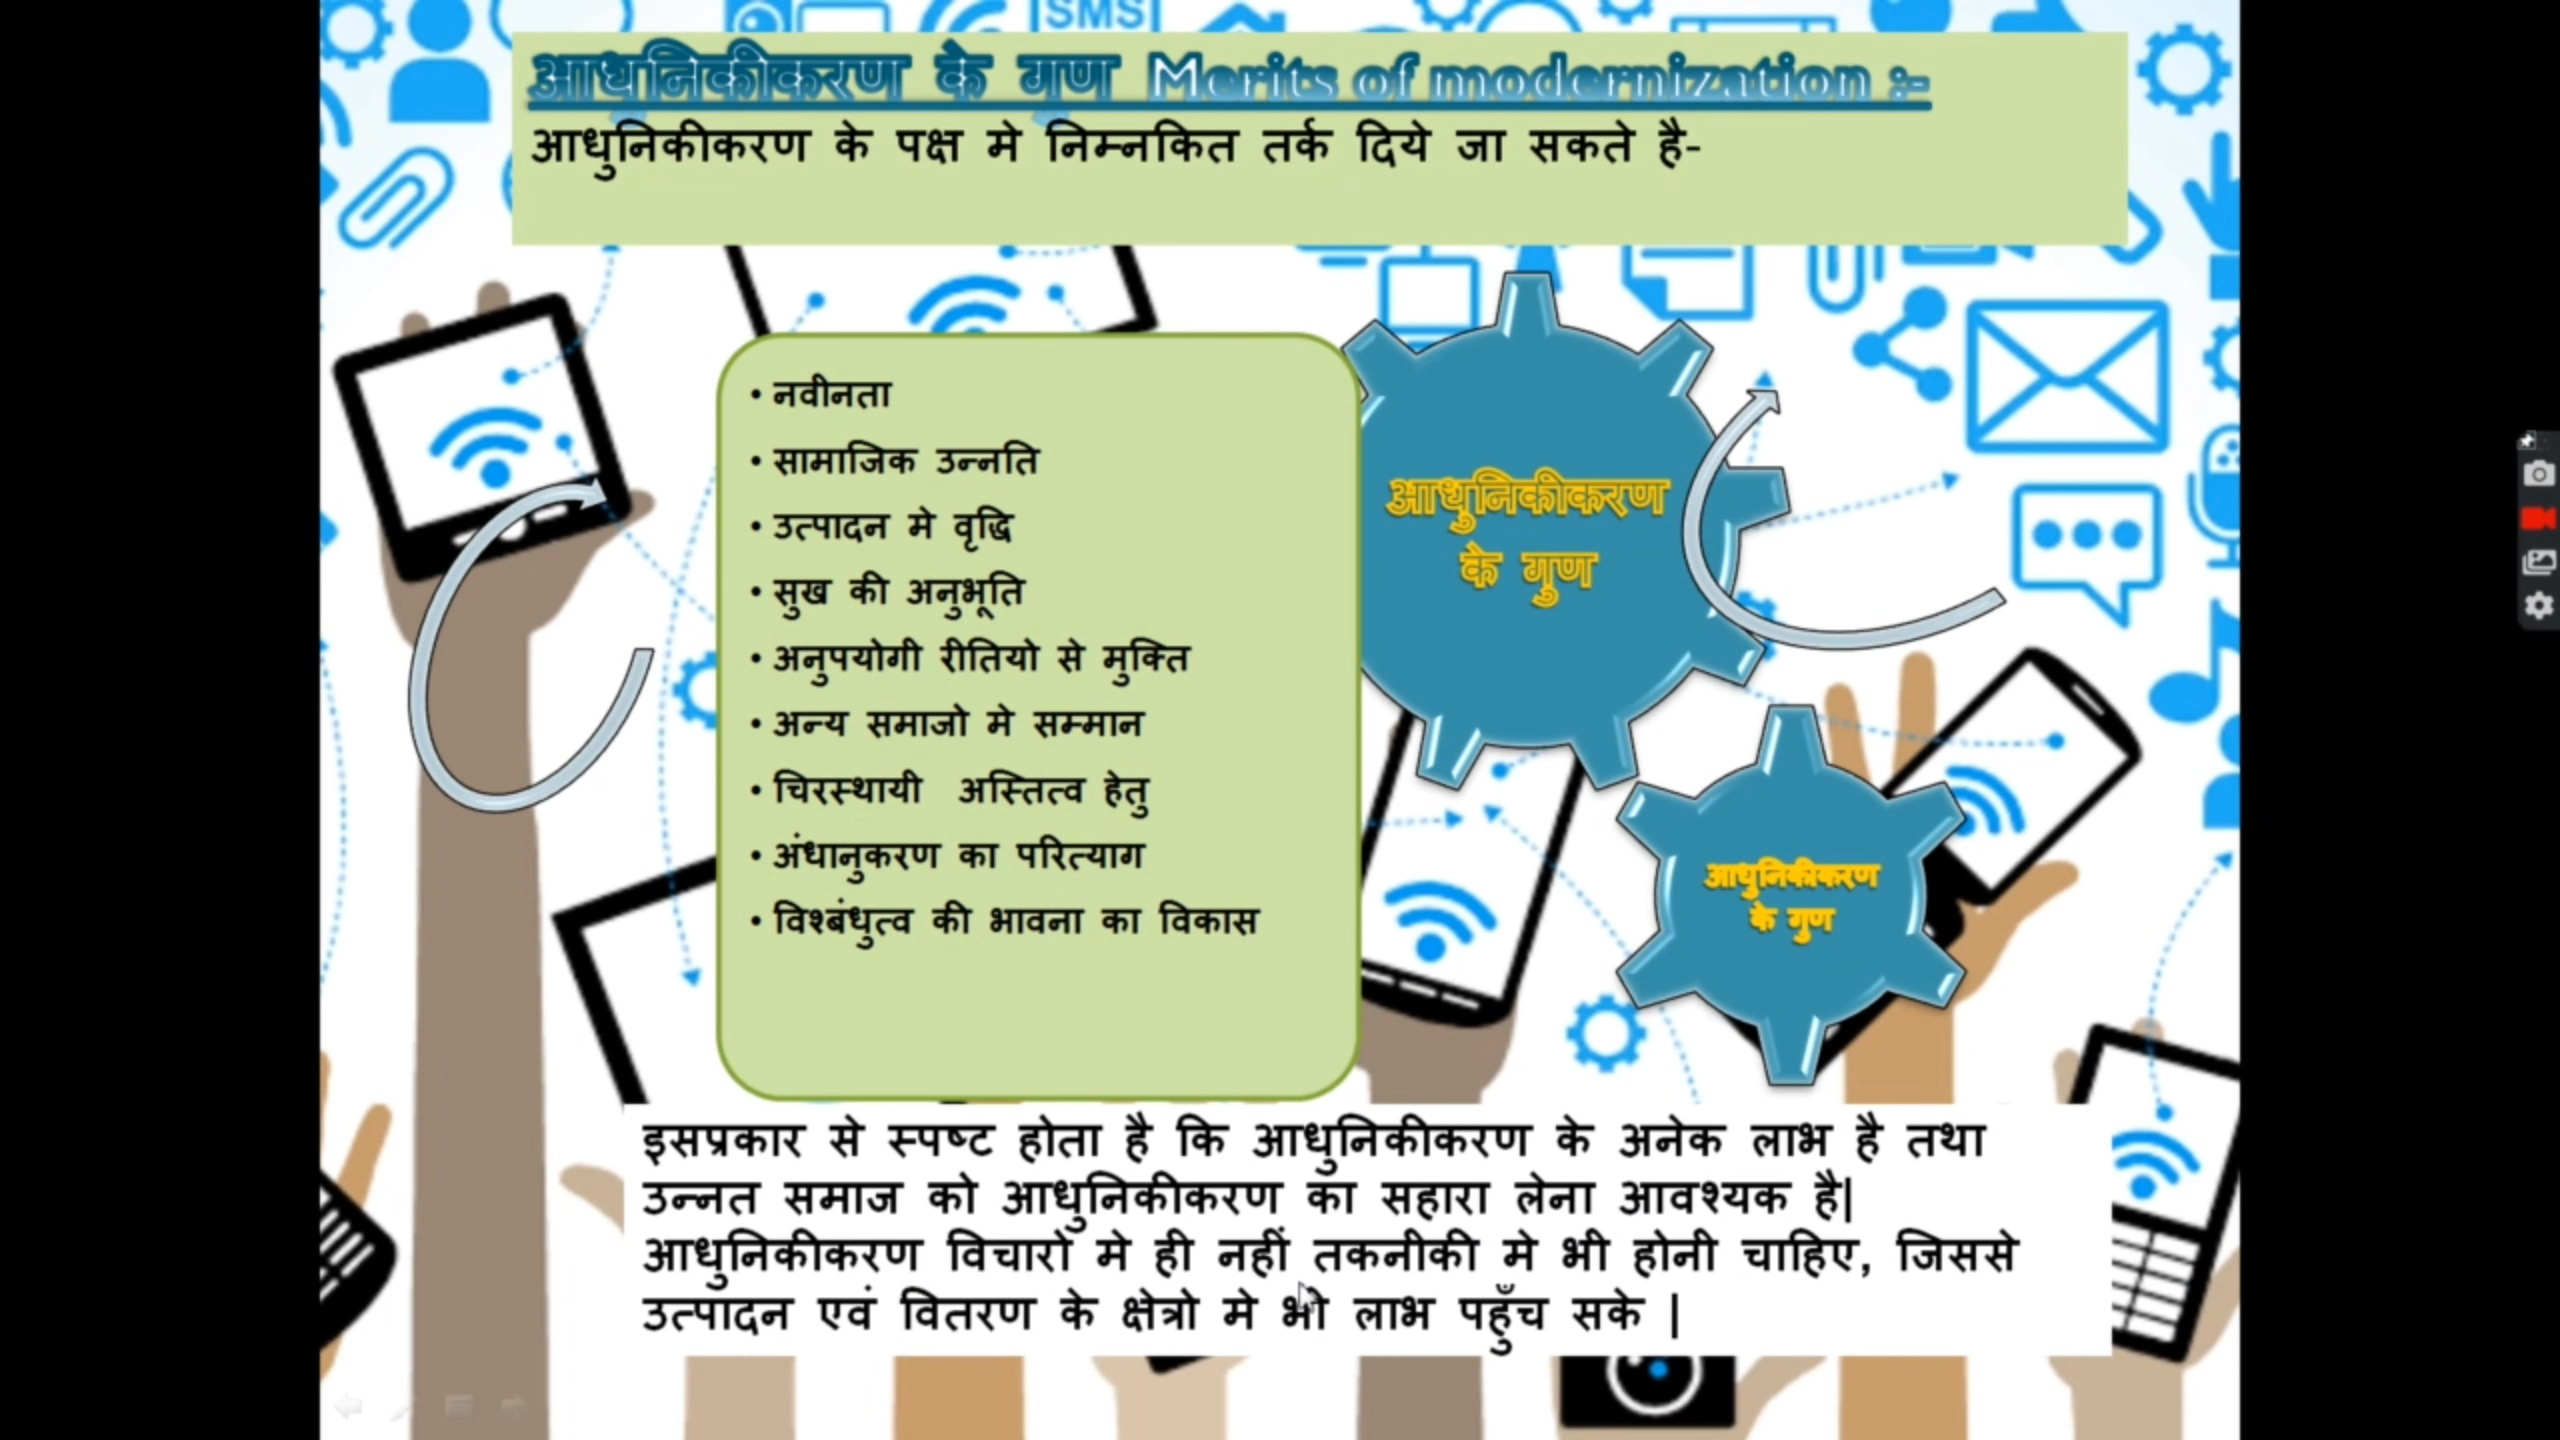 SMS
आधुनिकीकरण के गुण Merits of modernization :-
आधुनिकीकरण के पक्ष मे निम्नकित तर्क दिये जा सकते है-
• नवीनता
• सामाजिक उन्नति
• उत्पादन मे वृद्धि
• सुख की अनुभूति
• अनुपयोगी रीतियो से मुक्ति
• अन्य समाजो मे सम्मान
• चिरस्थायी अस्तित्व हेतु
• अंधानुकरण का परित्याग
• विश्बंधुत्व की भावना का विकास
आधुनिकीकरण
के गुण
आधुनिकीकरण
के गुण
इसप्रकार से स्पष्ट होता है कि आधुनिकीकरण के अनेक लाभ है तथा
उन्नत समाज को आधुनिकीकरण का सहारा लेना आवश्यक है|
आधुनिकीकरण विचारो मे ही नहीं तकनीकी मे भी होनी चाहिए, जिससे
उत्पादन एवं वितरण के क्षेत्रो मे भी लाभ पहुँच सके |